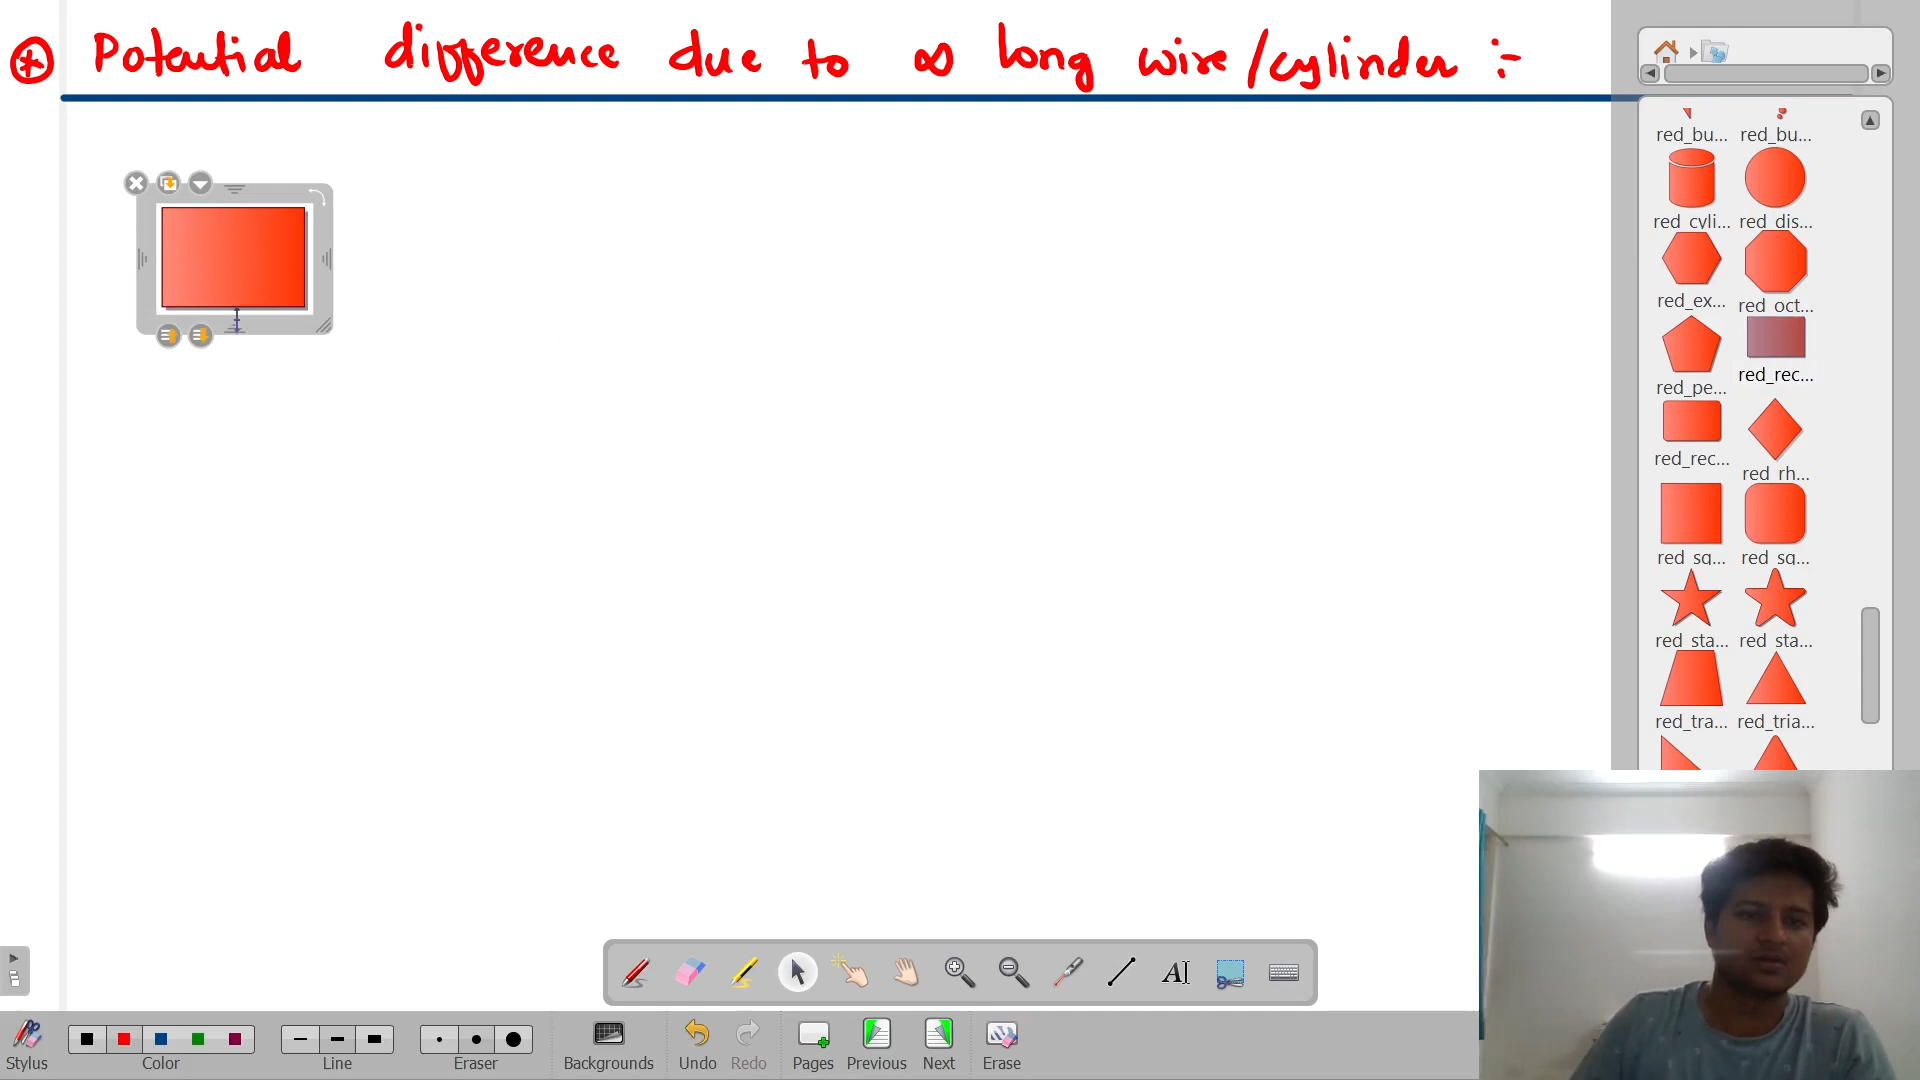 * Potential difference due to ∞ long wire/cylinder :-
red_bu... red_bu...
red_cyli... red_dis...
red_ex... red_oct...
red_pe... red_rec...
red_rec... red_rh...
red_sq... red_sq...
red_sta... red_sta...
red_tra... red_tria...
AI
Stylus Color Line Eraser Backgrounds Undo Redo Pages Previous Next Erase